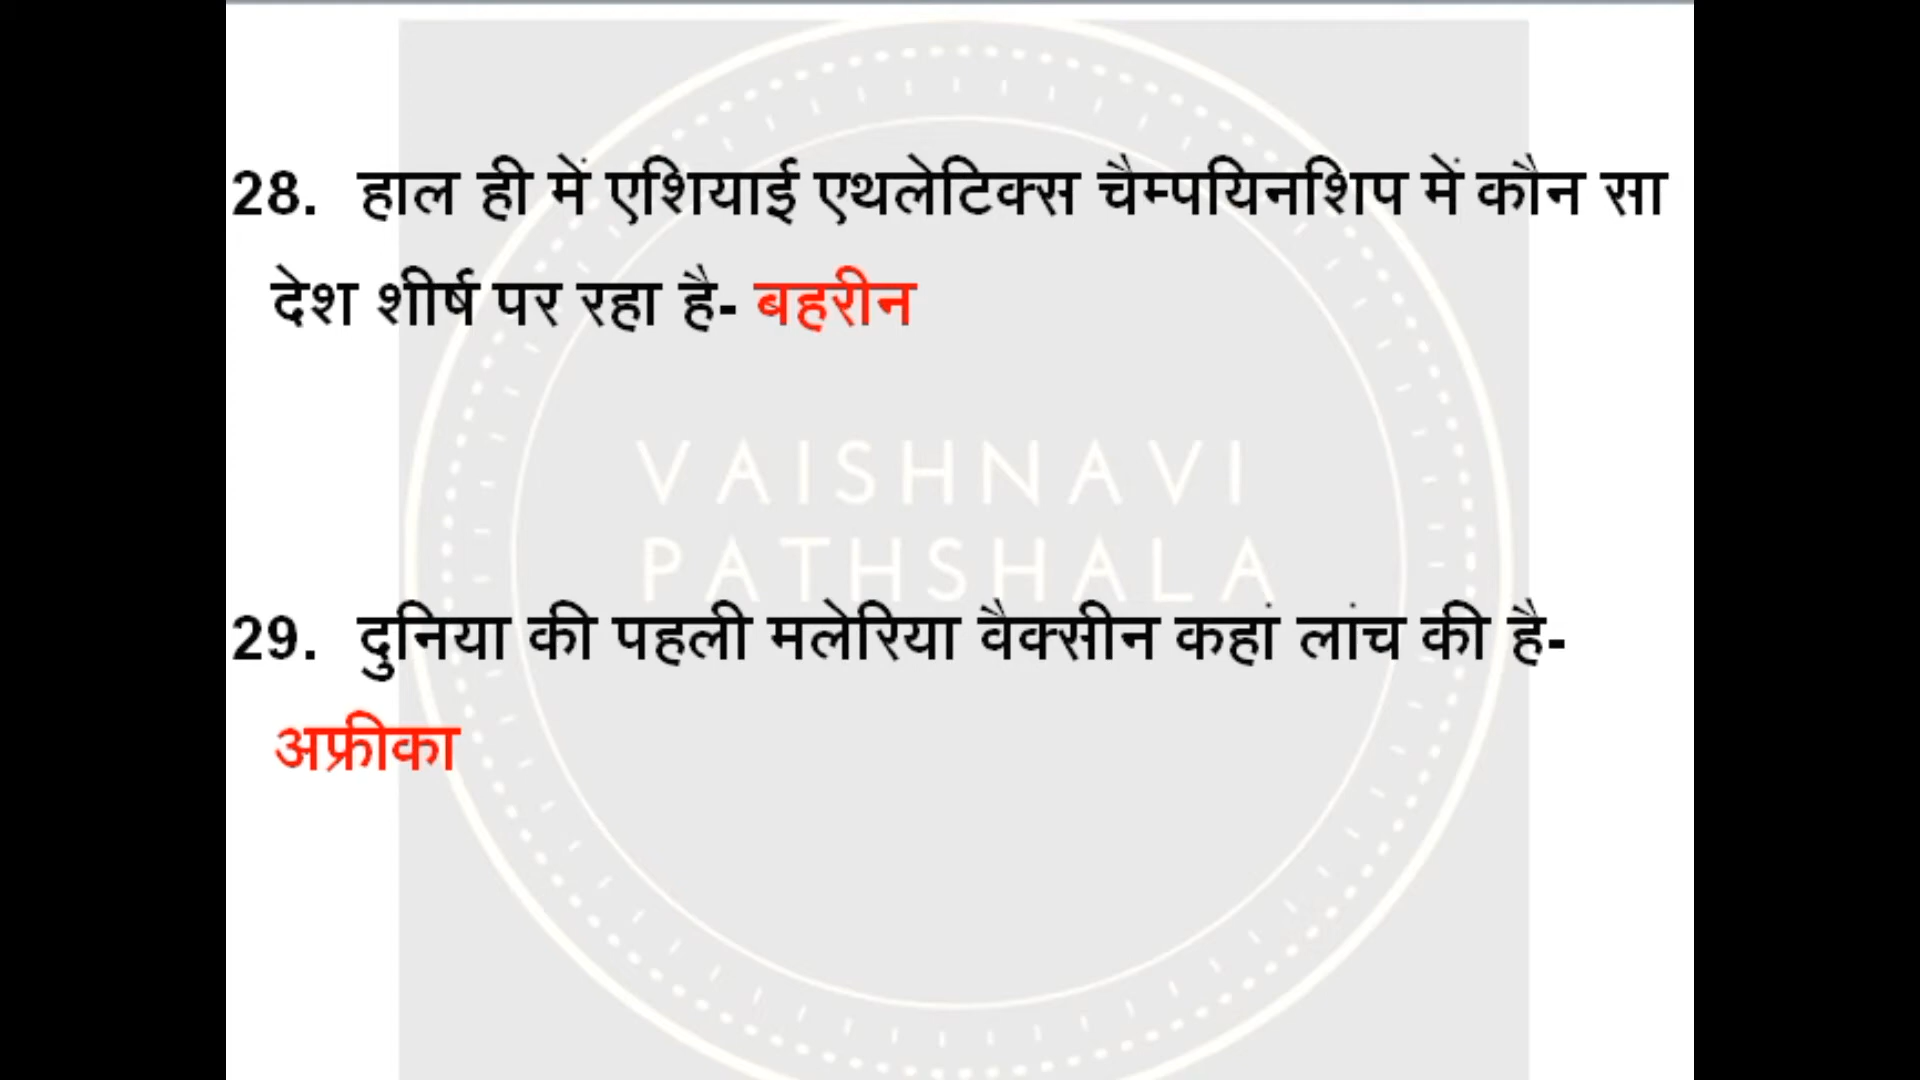 28. हाल ही में एशियाई एथलेटिक्स चैम्पयिनशिप में कौन सा
देश शीर्ष पर रहा है- बहरीन
VAISHNAVI
PATHSHALA
29. दुनिया की पहली मलेरिया वैक्सीन कहां लांच की है-
अफ्रीका